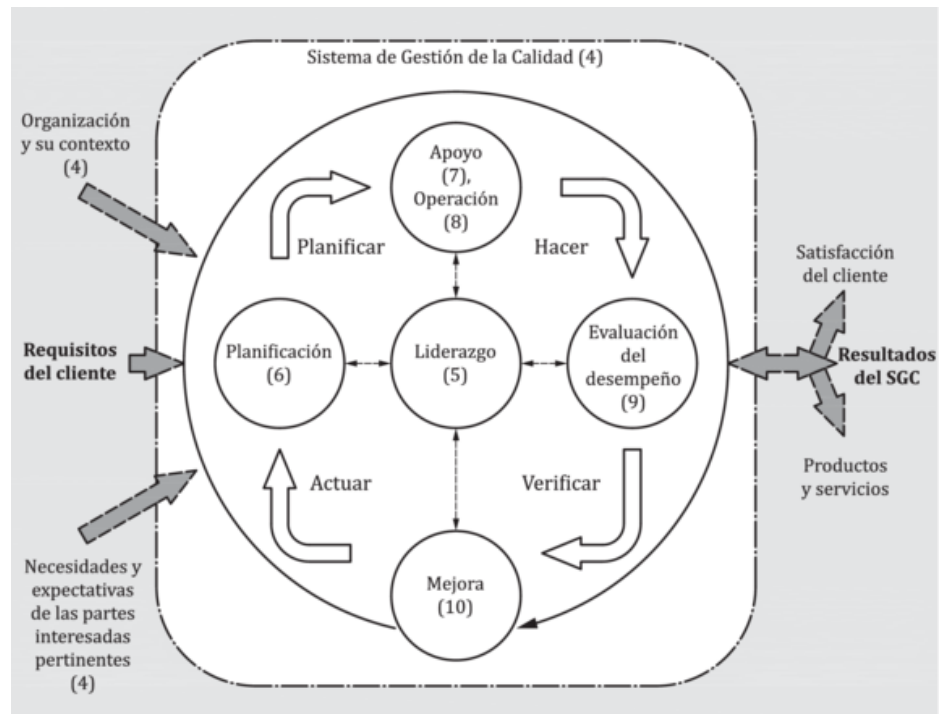 Sistema de Gestión de la Calidad (4)
Organización
y su contexto
(4)
Apoyo
(7),
Operación
(8)
Planificar
Hacer
Satisfacción
del cliente
Requisitos
del cliente
Planificación
(6)
Liderazgo
(5)
Evaluación
del
desempeño
(9)
Resultados
del SGC
Actuar
Verificar
Productos
y servicios
Necesidades y
expectativas
de las partes
interesadas
pertinentes
(4)
Mejora
(10)